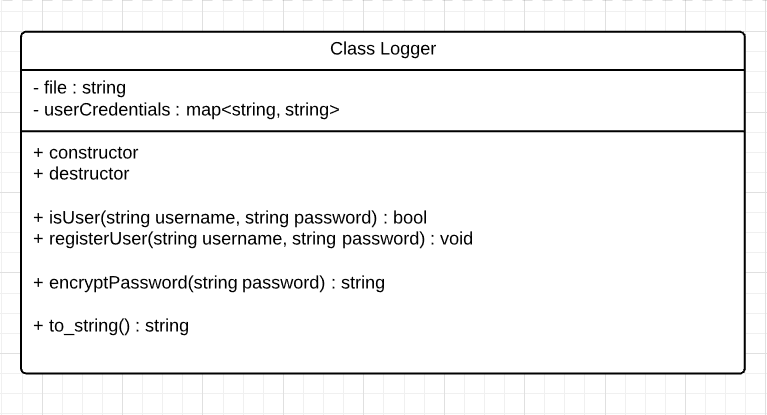 Class Logger
- file : string
- userCredentials : map<string, string>
+ constructor
+ destructor
+ isUser(string username, string password) : bool
+ registerUser(string username, string password) : void
+ encryptPassword(string password) : string
+ to_string() : string